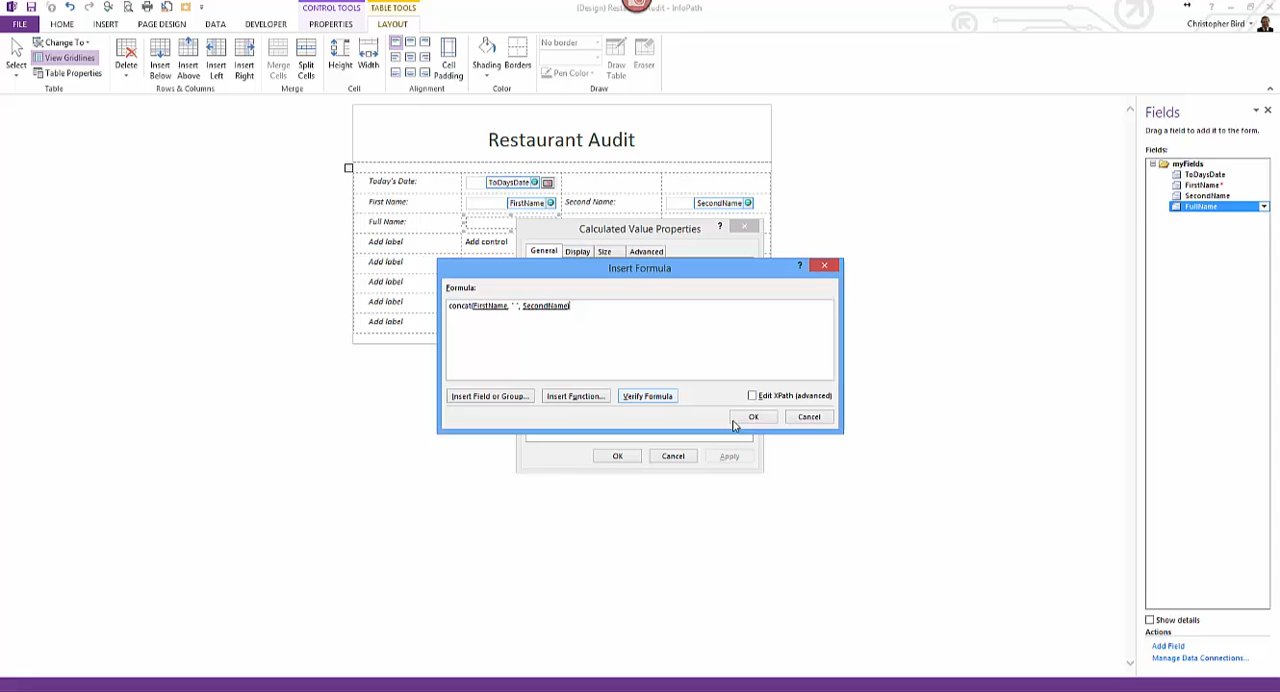 CONTROL TOOLS TABLE TOOLS (Design) Restaurant Audit - InfoPath
FILE HOME INSERT PAGE DESIGN DATA DEVELOPER PROPERTIES LAYOUT Christopher Bird
Select Change To View Gridlines Table Properties Delete Insert Below Insert Above Insert Left Insert Right Merge Cells Split Cells Height Width Cell Padding Shading Borders No border Pen Color Draw Table Eraser
Table Rows & Columns Merge Cell Alignment Color Draw
Restaurant Audit
Today's Date: ToDaysDate
First Name: FirstName Second Name: SecondName
Full Name:
Add label Add control
Add label
Add label
Add label
Add label
Calculated Value Properties ?
General Display Size Advanced
Insert Formula ?
Formula:
concat(FirstName, " ", SecondName)
Insert Field or Group... Insert Function... Verify Formula Edit XPath (advanced)
OK Cancel
OK Cancel Apply
Fields
Drag a field to add it to the form.
Fields:
myFields
ToDaysDate
FirstName*
SecondName
FullName
Show details
Actions
Add Field
Manage Data Connections...